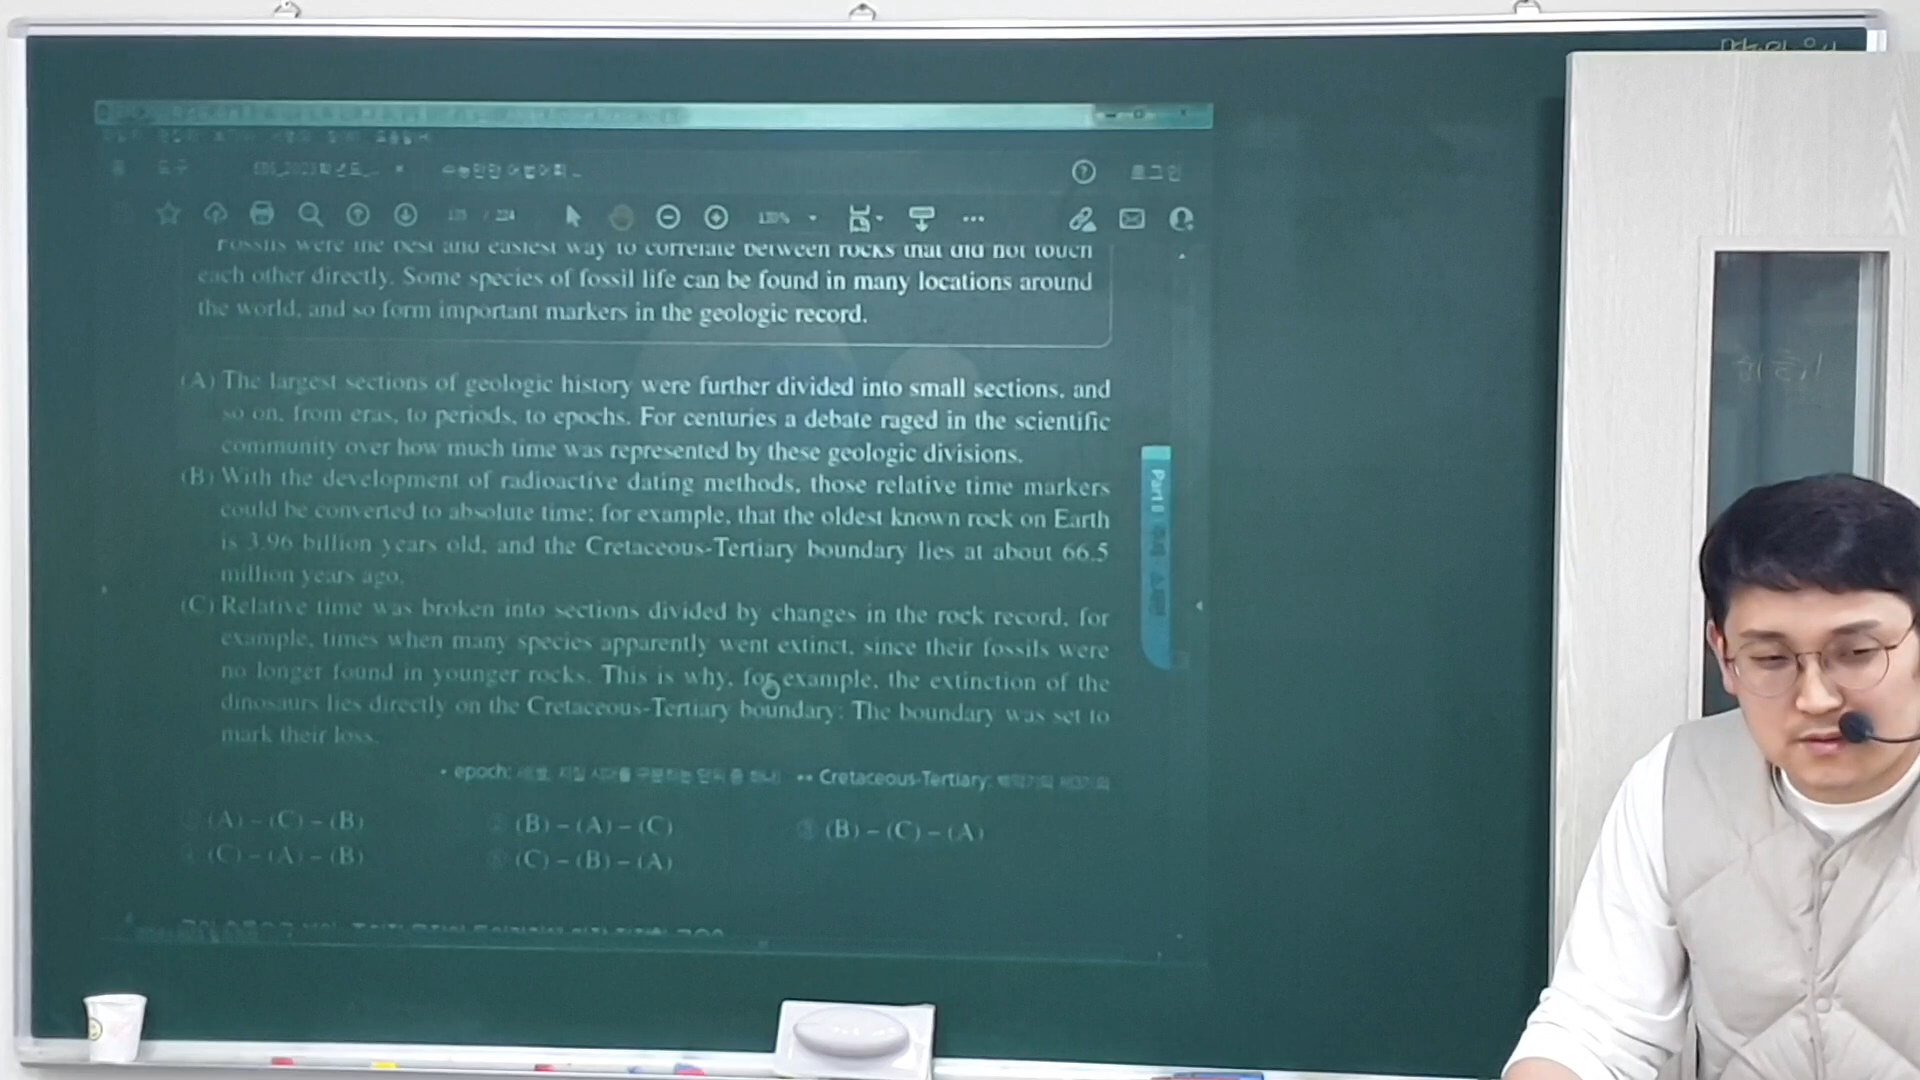 로그인
224
Fossils were the best and easiest way to correlate between rocks that did not touch
each other directly. Some species of fossil life can be found in many locations around
the world, and so form important markers in the geologic record.
(A) The largest sections of geologic history were further divided into small sections, and
so on, from eras, to periods, to epochs. For centuries a debate raged in the scientific
community over how much time was represented by these geologic divisions.
(B) With the development of radioactive dating methods, those relative time markers
could be converted to absolute time; for example, that the oldest known rock on Earth
is 3.96 billion years old, and the Cretaceous-Tertiary boundary lies at about 66.5
million years ago.
(C) Relative time was broken into sections divided by changes in the rock record, for
example, times when many species apparently went extinct, since their fossils were
no longer found in younger rocks. This is why, for example, the extinction of the
dinosaurs lies directly on the Cretaceous-Tertiary boundary: The boundary was set to
mark their loss.
* epoch: ** Cretaceous-Tertiary:
① (A) – (C) – (B) ② (B) – (A) – (C) ③ (B) – (C) – (A)
④ (C) – (A) – (B) ⑤ (C) – (B) – (A)
Part II